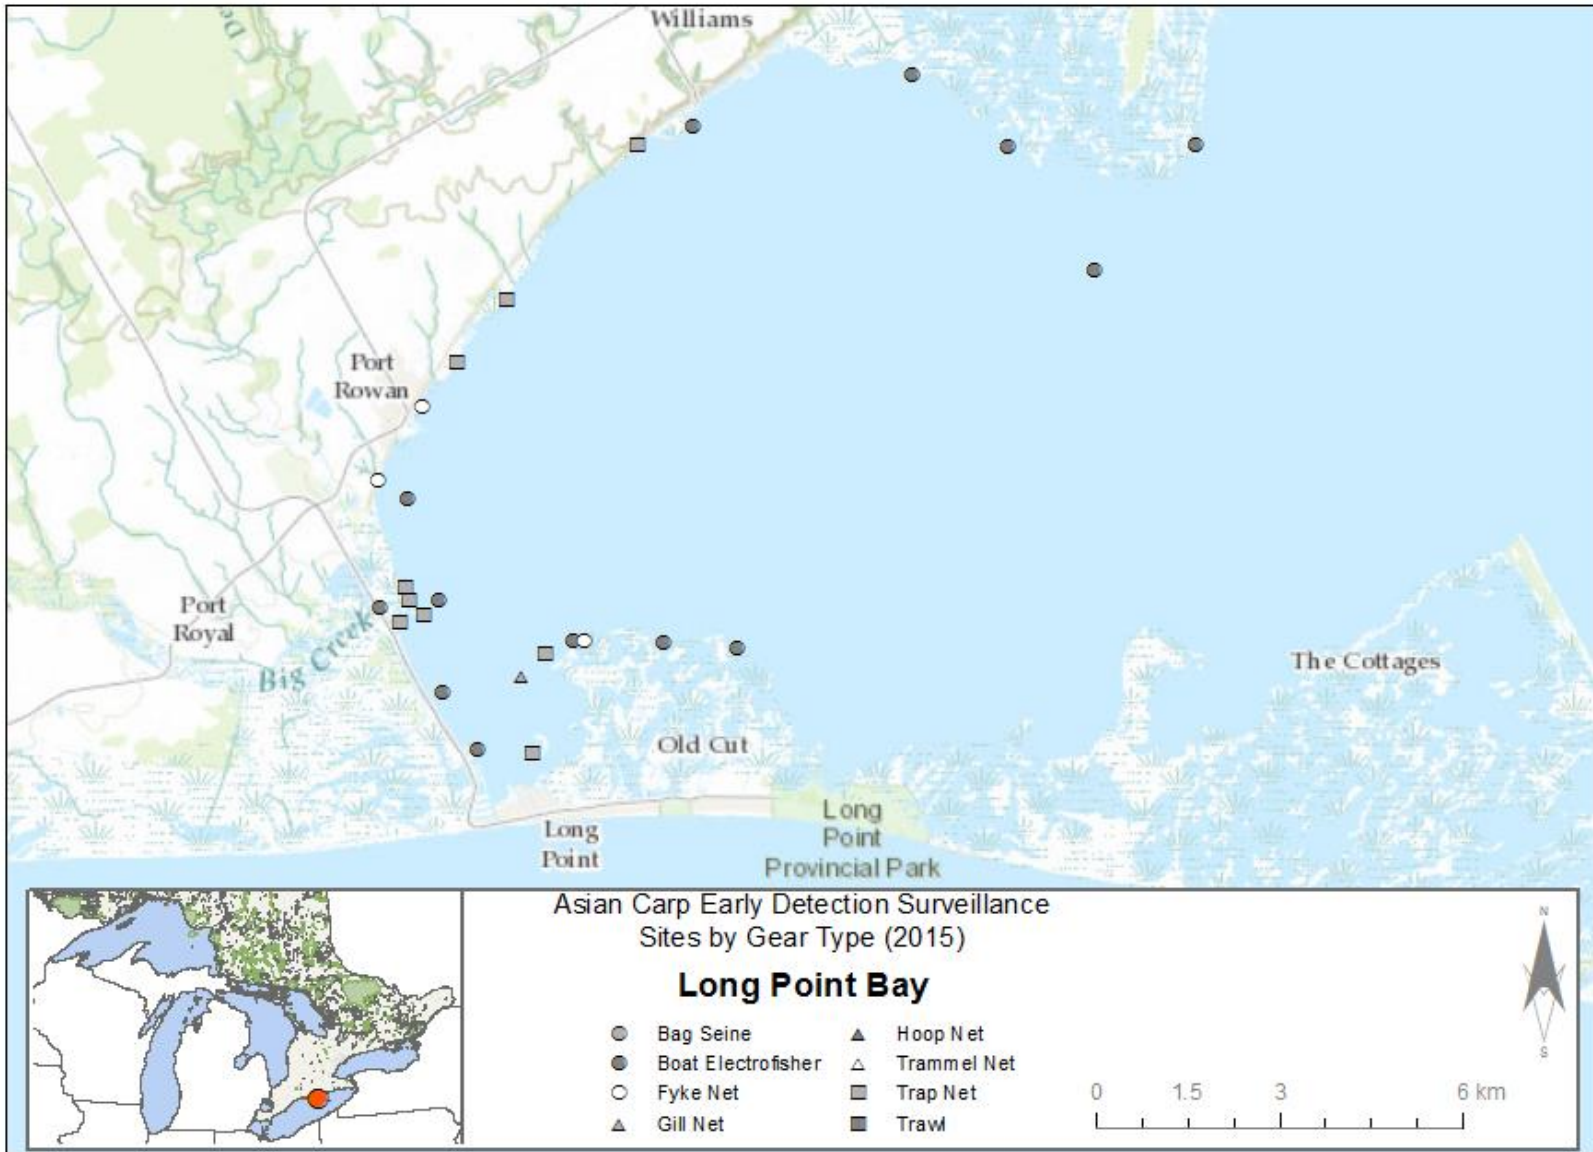 Williams
De
Port
Rowan
Port
Royal
Big Creek
The Cottages
Old Cut
Long
Point
Long
Point
Provincial Park
Asian Carp Early Detection Surveillance
Sites by Gear Type (2015)
Long Point Bay
Bag Seine
Boat Electrofisher
Fyke Net
Gill Net
Hoop Net
Trammel Net
Trap Net
Trawl
0 1.5 3 6 km
N
S